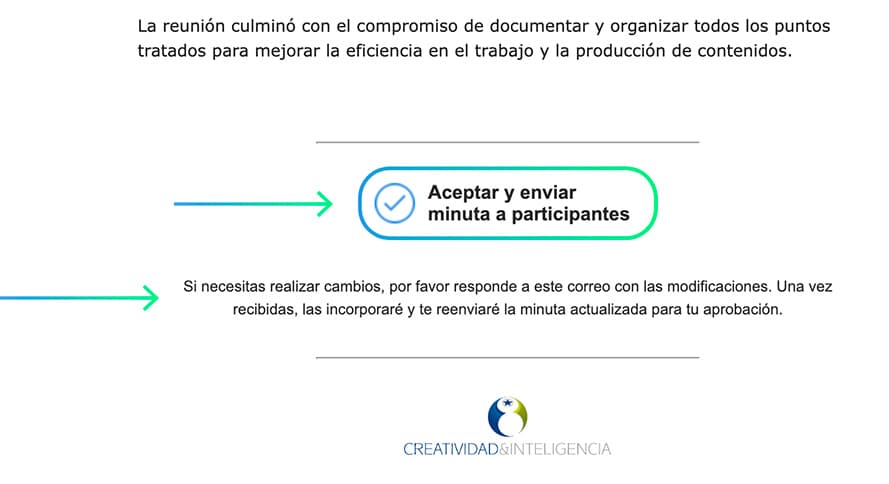 La reunión culminó con el compromiso de documentar y organizar todos los puntos
tratados para mejorar la eficiencia en el trabajo y la producción de contenidos.
Aceptar y enviar
minuta a participantes
Si necesitas realizar cambios, por favor responde a este correo con las modificaciones. Una vez
recibidas, las incorporaré y te reenviaré la minuta actualizada para tu aprobación.
CREATIVIDAD&INTELIGENCIA